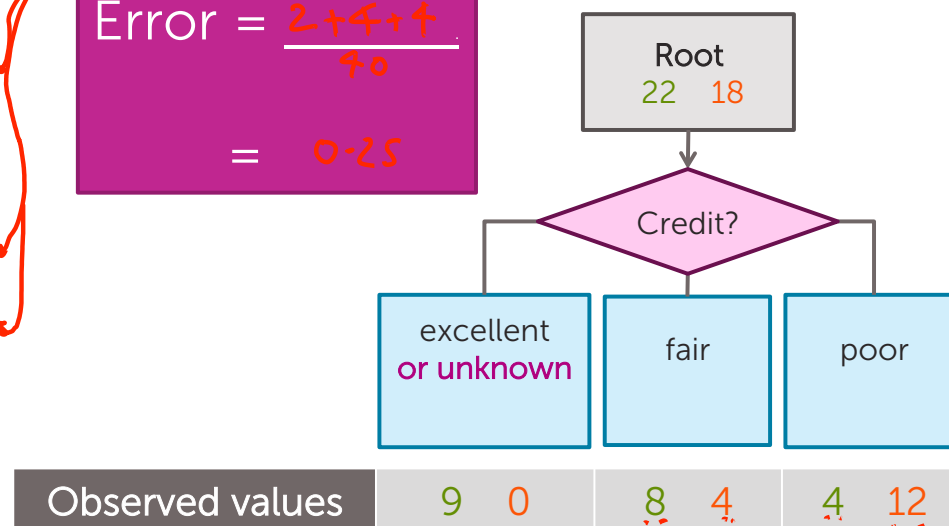 Error = 2+4+4
40
= 0.25
Root
22 18
Credit?
excellent
or unknown
fair
poor
Observed values 9 0 8 4 4 12